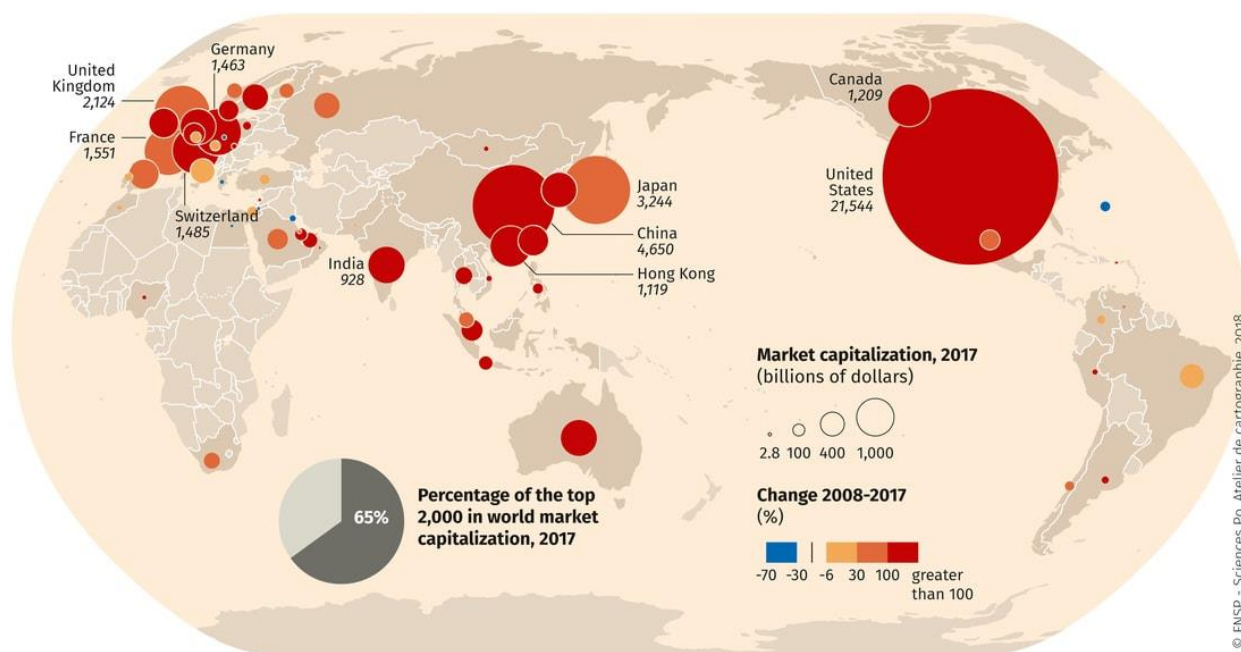 Germany
1,463
United
Kingdom
2,124
France
1,551
Switzerland
1,485
India
928
Japan
3,244
China
4,650
Hong Kong
1,119
Canada
1,209
United
States
21,544
Market capitalization, 2017
(billions of dollars)
2.8 100 400 1,000
Change 2008-2017
(%)
-70 -30 -6 30 100 greater
than 100
65%
Percentage of the top
2,000 in world market
capitalization, 2017
© FNSP - Sciences Po, Atelier de cartographie, 2018